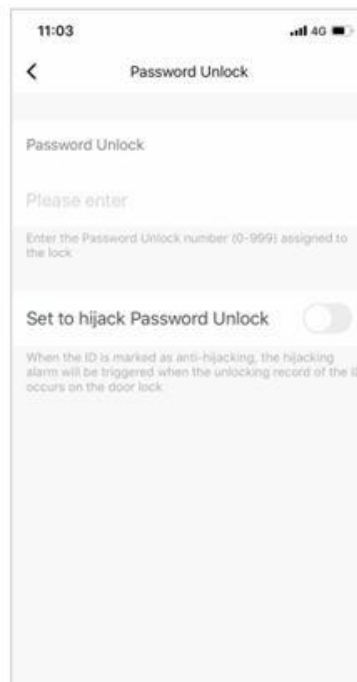 11:03
4G
Password Unlock
Password Unlock
Please enter
Enter the Password Unlock number (0-999) assigned to
the lock
Set to hijack Password Unlock
When the ID is marked as anti-hijacking, the hijacking
alarm will be triggered when the unlocking record of the
occurs on the door lock